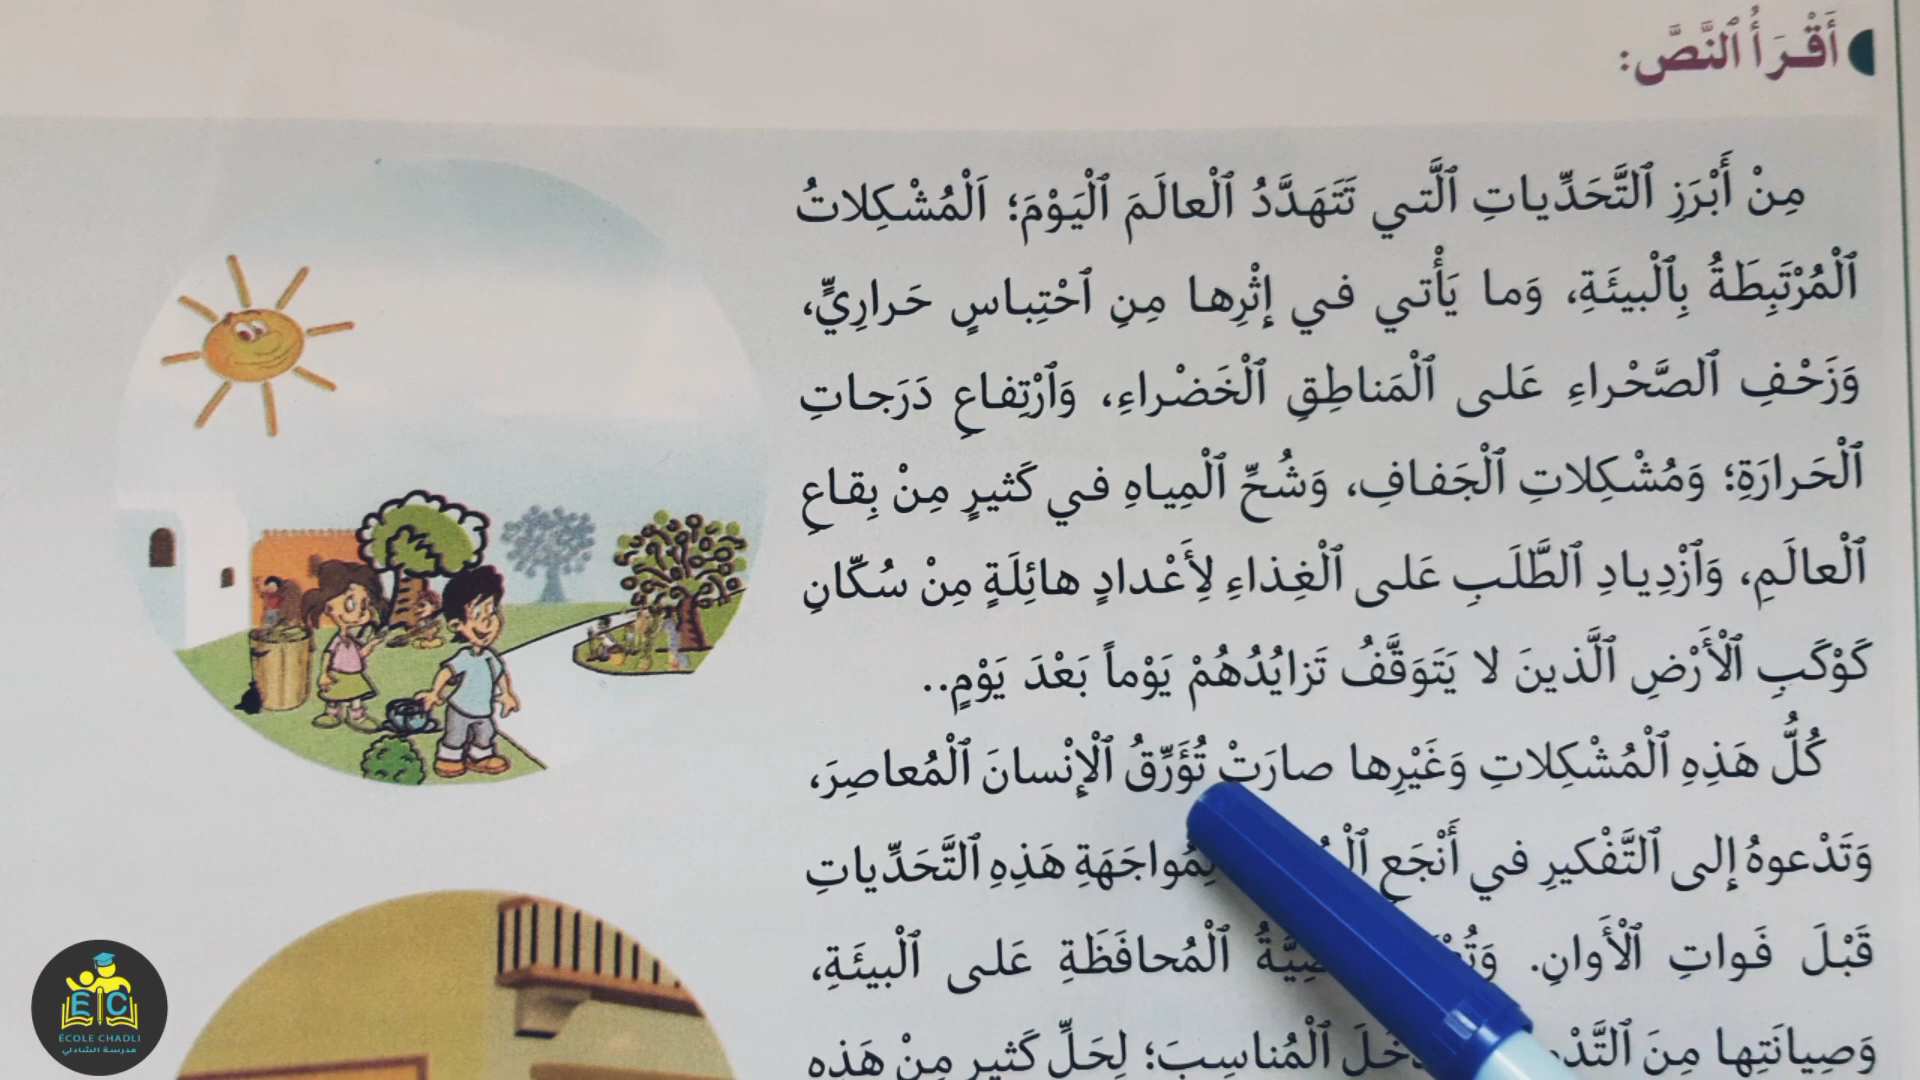 أَقْرَأُ ٱلنَّصَّ:
مِنْ أَبْرَزِ ٱلتَّحَدِّياتِ ٱلَّتي تَتَهَدَّدُ ٱلْعالَمَ ٱلْيَوْمَ؛ اَلْمُشْكِلاتُ
ٱلْمُرْتَبِطَةُ بِٱلْبيئَةِ، وَما يَأْتي في إِثْرِها مِنِ ٱحْتِباسٍ حَرارِيٍّ،
وَزَحْفِ ٱلصَّحْراءِ عَلى ٱلْمَناطِقِ ٱلْخَضْراءِ، وَٱرْتِفاعِ دَرَجاتِ
ٱلْحَرارَةِ؛ وَمُشْكِلاتِ ٱلْجَفافِ، وَشُحِّ ٱلْمِياهِ في كَثيرٍ مِنْ بِقاعِ
ٱلْعالَمِ، وَٱزْدِيادِ ٱلطَّلَبِ عَلى ٱلْغِذاءِ لِأَعْدادٍ هائِلَةٍ مِنْ سُكّانِ
كَوْكَبِ ٱلْأَرْضِ ٱلَّذينَ لا يَتَوَقَّفُ تَزايُدُهُمْ يَوْماً بَعْدَ يَوْمٍ..
كُلُّ هَذِهِ ٱلْمُشْكِلاتِ وَغَيْرِها صارَتْ تُؤَرِّقُ ٱلْإِنْسانَ ٱلْمُعاصِرَ،
وَتَدْعوهُ إِلى ٱلتَّفْكيرِ في أَنْجَعِ لِمُواجَهَةِ هَذِهِ ٱلتَّحَدِّياتِ
قَبْلَ فَواتِ ٱلْأَوانِ. ٱلْمُحافَظَةِ عَلى ٱلْبيئَةِ،
وَصِيانَتِها مِنَ ٱلْمُناسِبَ؛ لِحَلِّ كَثيرٍ مِنْ هَذِهِ
EC
ÉCOLE CHADLI
مدرسة الشاذلي